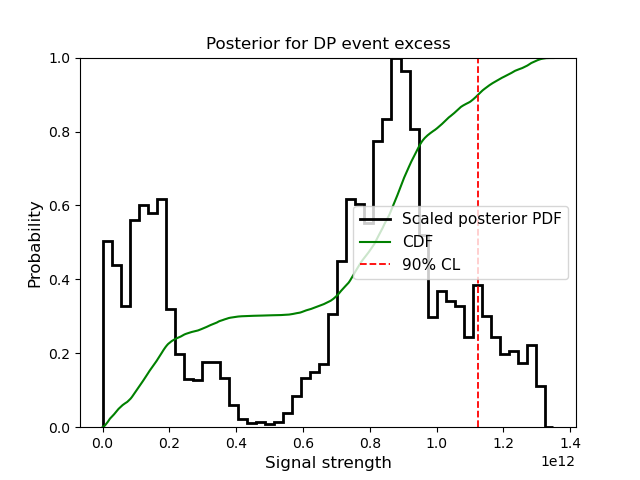 Posterior for DP event excess
Probability
1.0
0.8
0.6
0.4
0.2
0.0
Scaled posterior PDF
CDF
90% CL
0.0 0.2 0.4 0.6 0.8 1.0 1.2 1.4
1e12
Signal strength